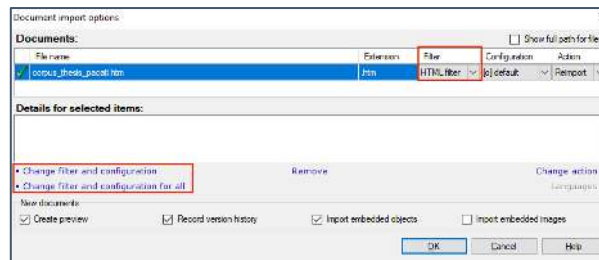 Document import options
Documents:
Show full path for file
File name Extension Filter Configuration Action
corpus_thesis_pacati.htm .htm HTML filter [o] default Reimport
Details for selected items:
• Change filter and configuration Remove Change action
• Change filter and configuration for all Languages
New documents
Create preview Record version history Import embedded objects Import embedded images
OK Cancel Help